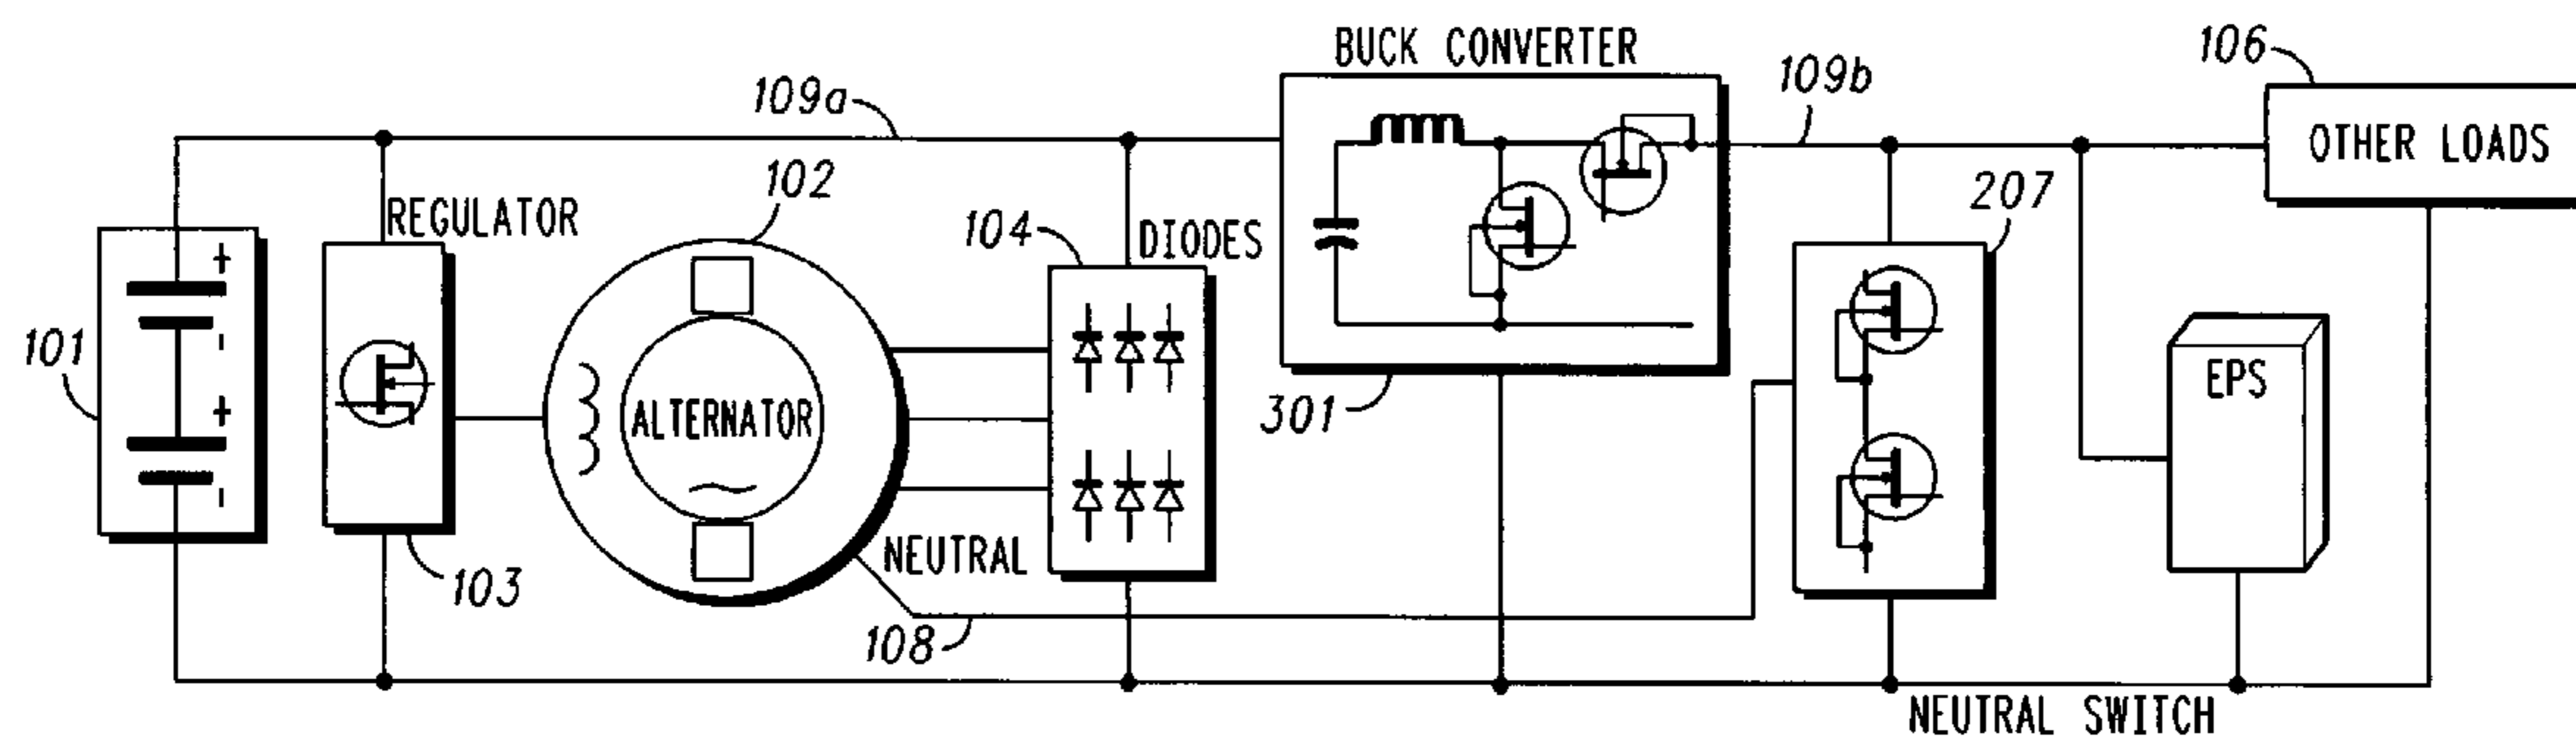 BUCK CONVERTER
106
109a
109b
OTHER LOADS
102
207
REGULATOR
104
DIODES
+
-
101
+
-
ALTERNATOR
EPS
301
NEUTRAL
103
108
NEUTRAL SWITCH